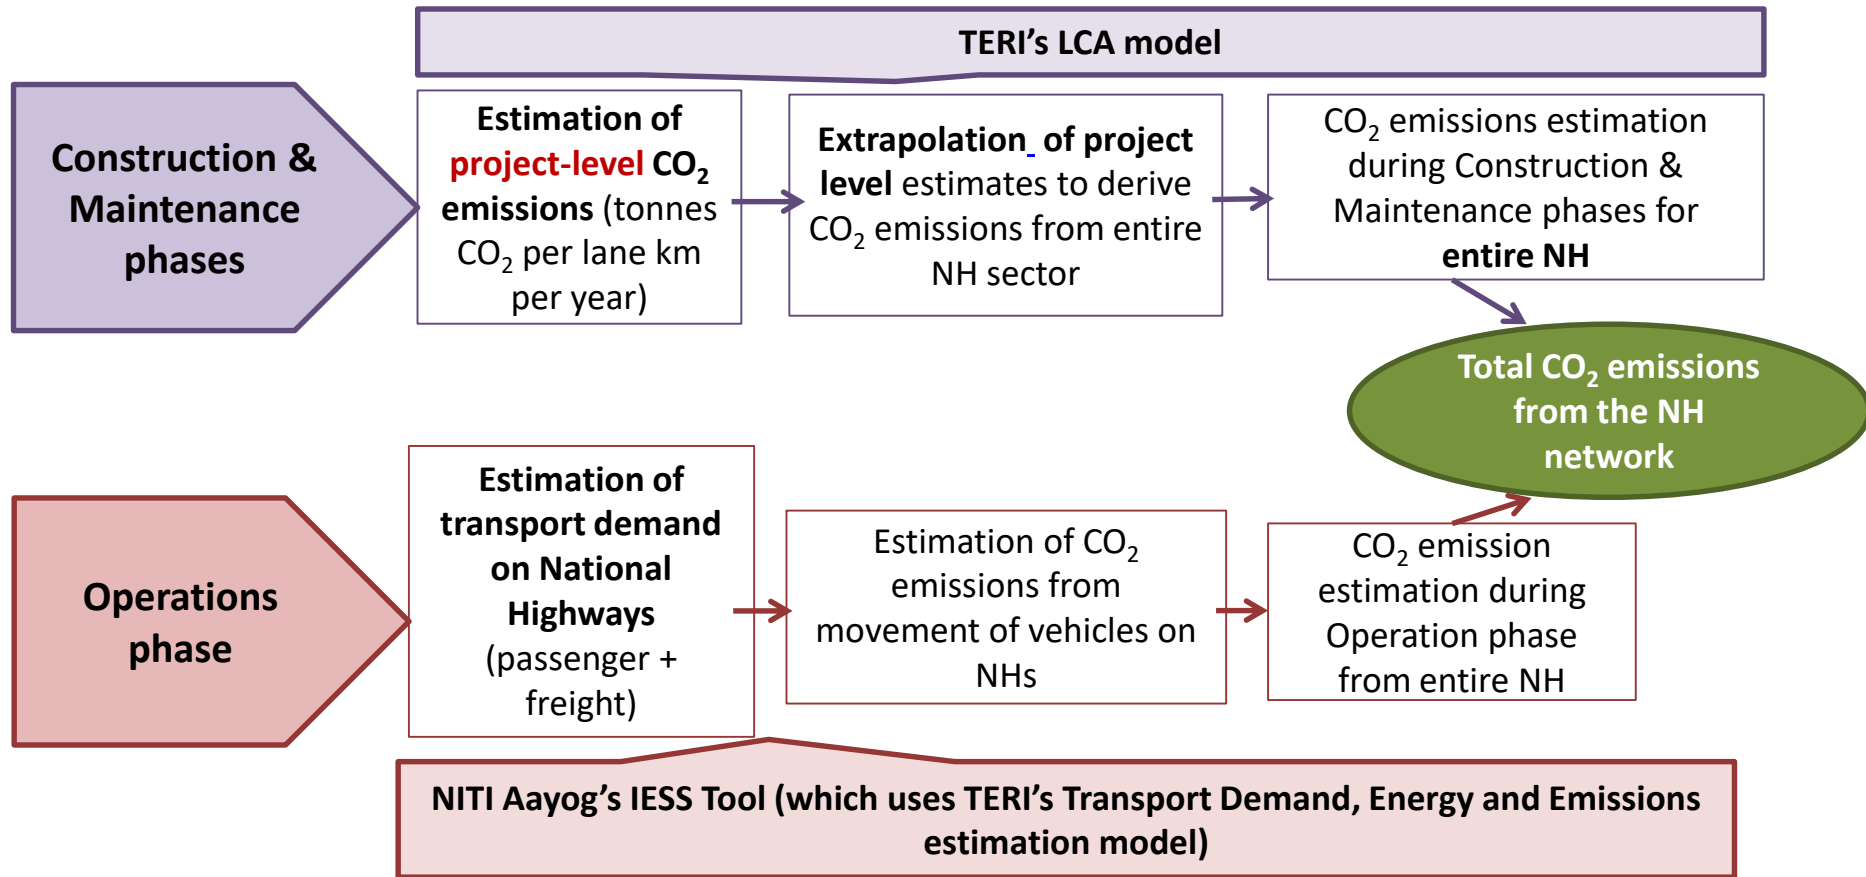 TERI’s LCA model
Construction &
Maintenance
phases
Estimation of
project-level CO₂
emissions (tonnes
CO₂ per lane km
per year)
Extrapolation  of project
level estimates to derive
CO₂ emissions from entire
NH sector
CO₂ emissions estimation
during Construction &
Maintenance phases for
entire NH
Total CO₂ emissions
from the NH
network
Operations
phase
Estimation of
transport demand
on National
Highways
(passenger +
freight)
Estimation of CO₂
emissions from
movement of vehicles on
NHs
CO₂ emission
estimation during
Operation phase
from entire NH
NITI Aayog’s IESS Tool (which uses TERI’s Transport Demand, Energy and Emissions
estimation model)